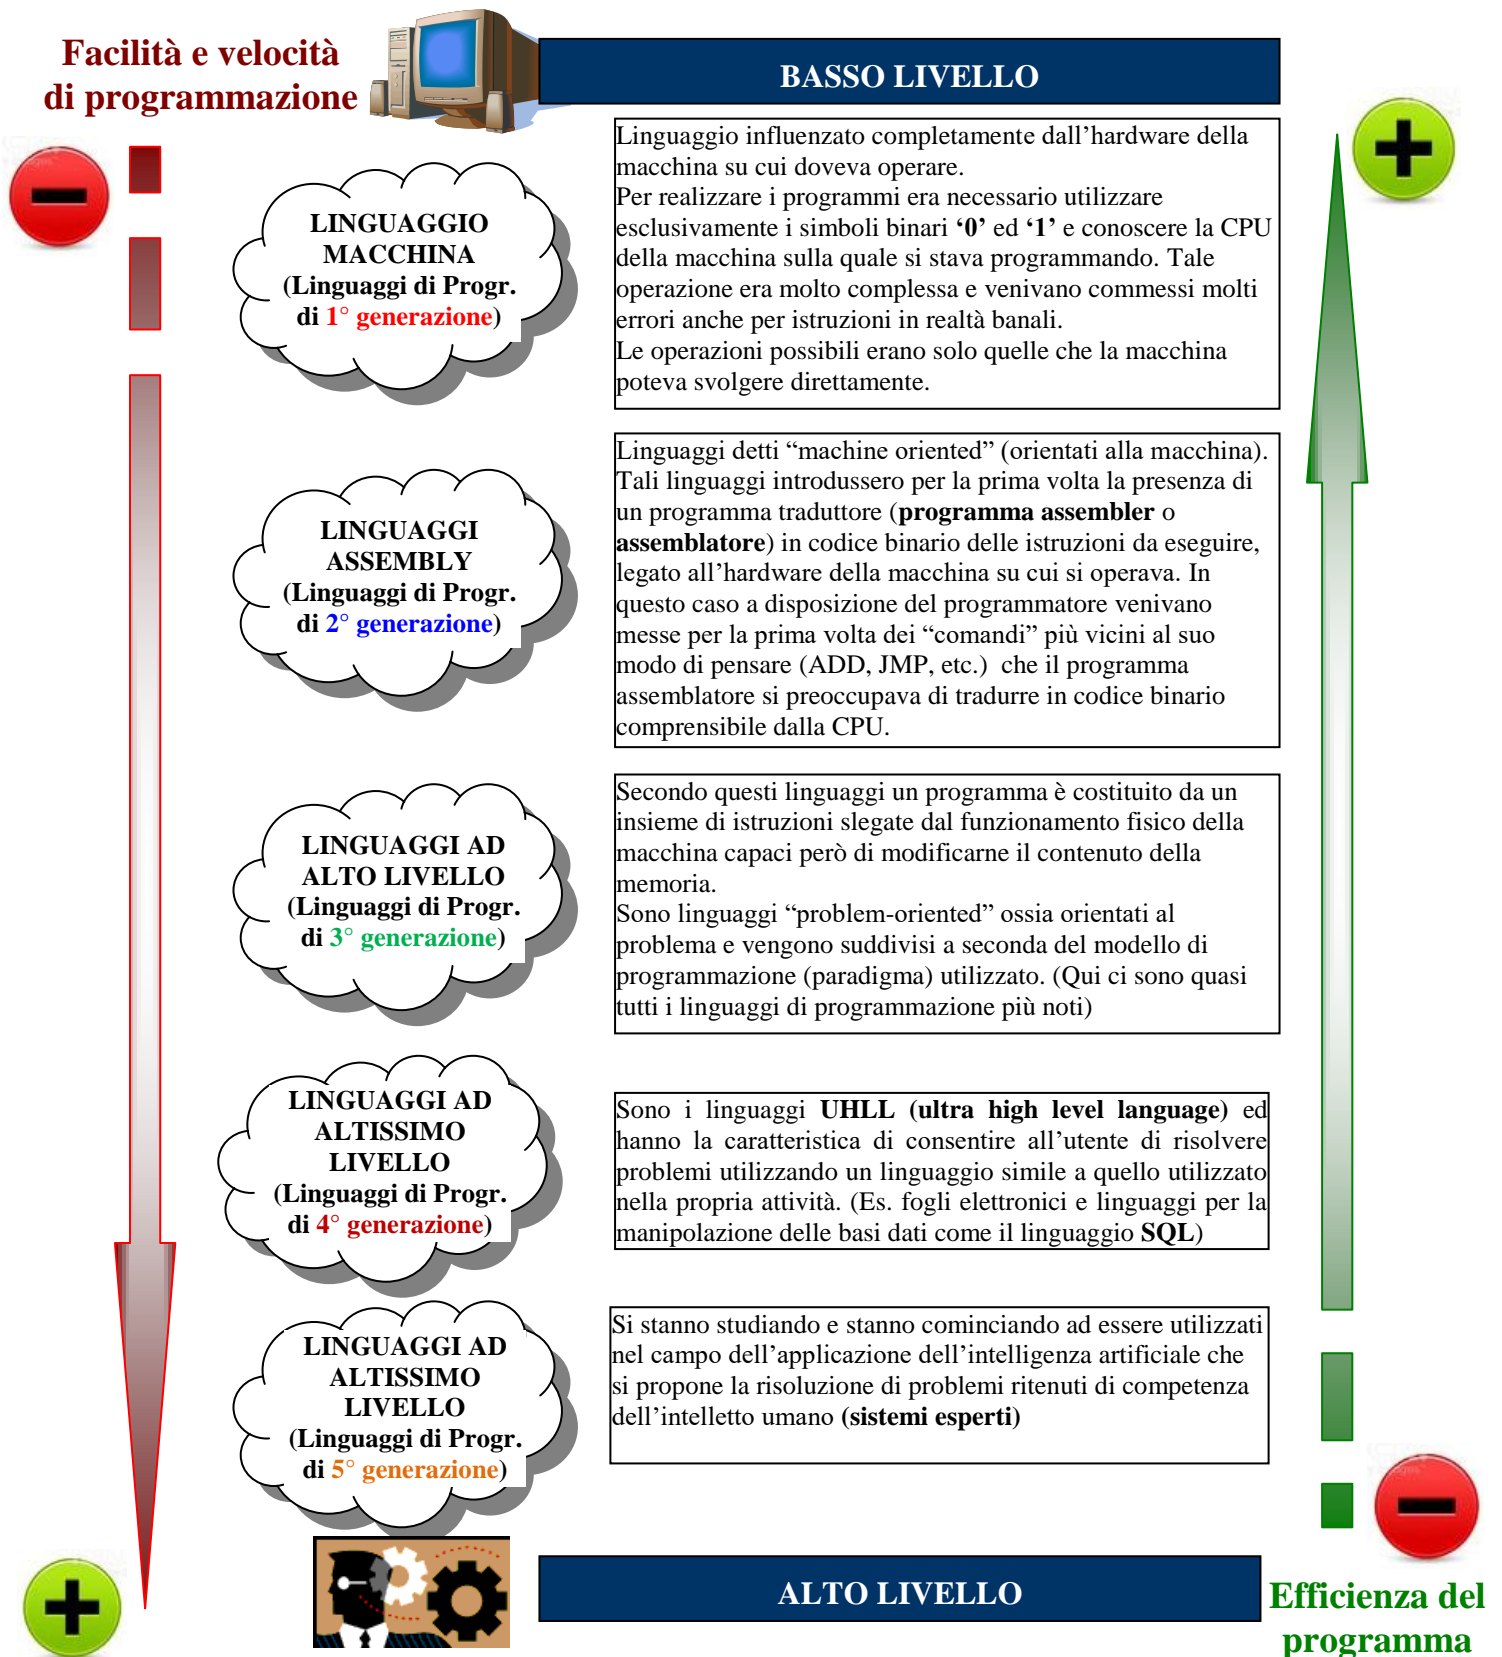 Facilità e velocità
di programmazione
BASSO LIVELLO
LINGUAGGIO
MACCHINA
(Linguaggi di Progr.
di 1° generazione)
Linguaggio influenzato completamente dall’hardware della
macchina su cui doveva operare.
Per realizzare i programmi era necessario utilizzare
esclusivamente i simboli binari ‘0’ ed ‘1’ e conoscere la CPU
della macchina sulla quale si stava programmando. Tale
operazione era molto complessa e venivano commessi molti
errori anche per istruzioni in realtà banali.
Le operazioni possibili erano solo quelle che la macchina
poteva svolgere direttamente.
LINGUAGGI
ASSEMBLY
(Linguaggi di Progr.
di 2° generazione)
Linguaggi detti “machine oriented” (orientati alla macchina).
Tali linguaggi introdussero per la prima volta la presenza di
un programma traduttore (programma assembler o
assemblatore) in codice binario delle istruzioni da eseguire,
legato all’hardware della macchina su cui si operava. In
questo caso a disposizione del programmatore venivano
messe per la prima volta dei “comandi” più vicini al suo
modo di pensare (ADD, JMP, etc.) che il programma
assemblatore si preoccupava di tradurre in codice binario
comprensibile dalla CPU.
LINGUAGGI AD
ALTO LIVELLO
(Linguaggi di Progr.
di 3° generazione)
Secondo questi linguaggi un programma è costituito da un
insieme di istruzioni slegate dal funzionamento fisico della
macchina capaci però di modificarne il contenuto della
memoria.
Sono linguaggi “problem-oriented” ossia orientati al
problema e vengono suddivisi a seconda del modello di
programmazione (paradigma) utilizzato. (Qui ci sono quasi
tutti i linguaggi di programmazione più noti)
LINGUAGGI AD
ALTISSIMO
LIVELLO
(Linguaggi di Progr.
di 4° generazione)
Sono i linguaggi UHLL (ultra high level language) ed
hanno la caratteristica di consentire all’utente di risolvere
problemi utilizzando un linguaggio simile a quello utilizzato
nella propria attività. (Es. fogli elettronici e linguaggi per la
manipolazione delle basi dati come il linguaggio SQL)
LINGUAGGI AD
ALTISSIMO
LIVELLO
(Linguaggi di Progr.
di 5° generazione)
Si stanno studiando e stanno cominciando ad essere utilizzati
nel campo dell’applicazione dell’intelligenza artificiale che
si propone la risoluzione di problemi ritenuti di competenza
dell’intelletto umano (sistemi esperti)
ALTO LIVELLO
Efficienza del
programma